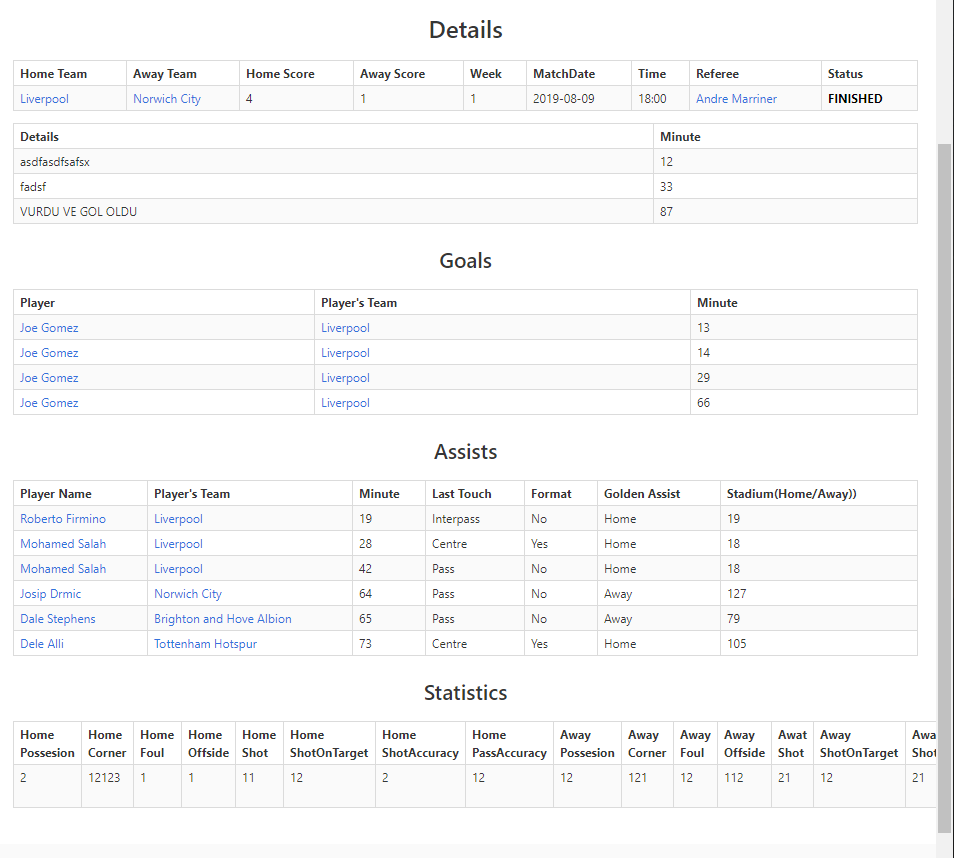 Details
Home Team Away Team Home Score Away Score Week MatchDate Time Referee Status
Liverpool Norwich City 4 1 1 2019-08-09 18:00 Andre Marriner FINISHED
Details Minute
asdfasdfsafsx 12
fadsf 33
VURDU VE GOL OLDU 87
Goals
Player Player's Team Minute
Joe Gomez Liverpool 13
Joe Gomez Liverpool 14
Joe Gomez Liverpool 29
Joe Gomez Liverpool 66
Assists
Player Name Player's Team Minute Last Touch Format Golden Assist Stadium(Home/Away))
Roberto Firmino Liverpool 19 Interpass No Home 19
Mohamed Salah Liverpool 28 Centre Yes Home 18
Mohamed Salah Liverpool 42 Pass No Home 18
Josip Drmic Norwich City 64 Pass No Away 127
Dale Stephens Brighton and Hove Albion 65 Pass No Away 79
Dele Alli Tottenham Hotspur 73 Centre Yes Home 105
Statistics
Home Home Home Home Home Home Home Home Away Away Away Away Awat Away Awa
Possesion Corner Foul Offside Shot ShotOnTarget ShotAccuracy PassAccuracy Possesion Corner Foul Offside Shot ShotOnTarget Shot
2 12123 1 1 11 12 2 12 12 121 12 112 21 12 21